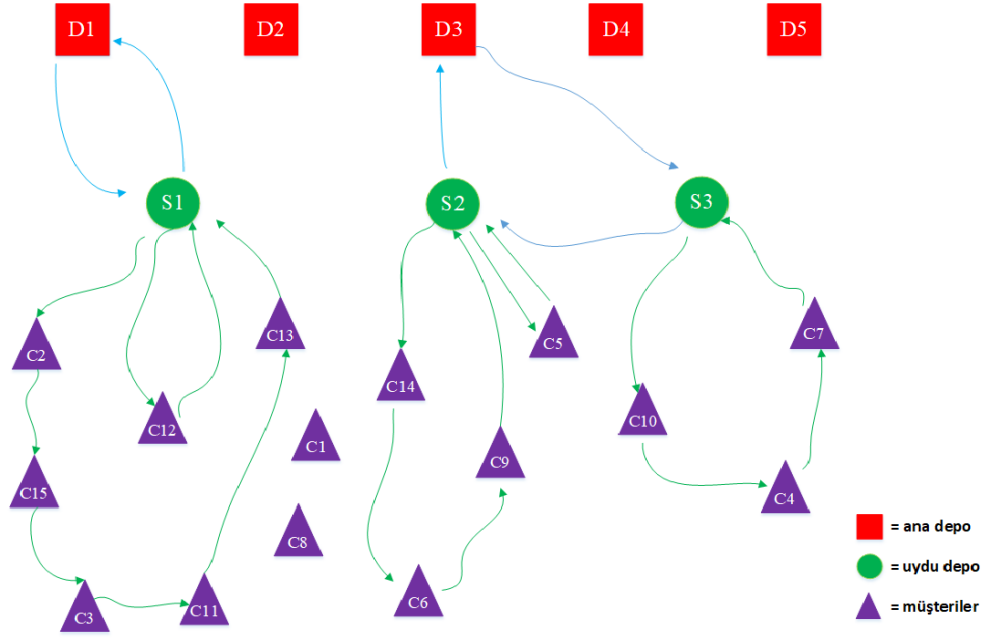 D1
D2
D3
D4
D5
S1
S2
S3
C2
C13
C5
C7
C14
C12
C10
C1
C9
C15
C4
C8
C3
C11
C6
= ana depo
= uydu depo
= müşteriler